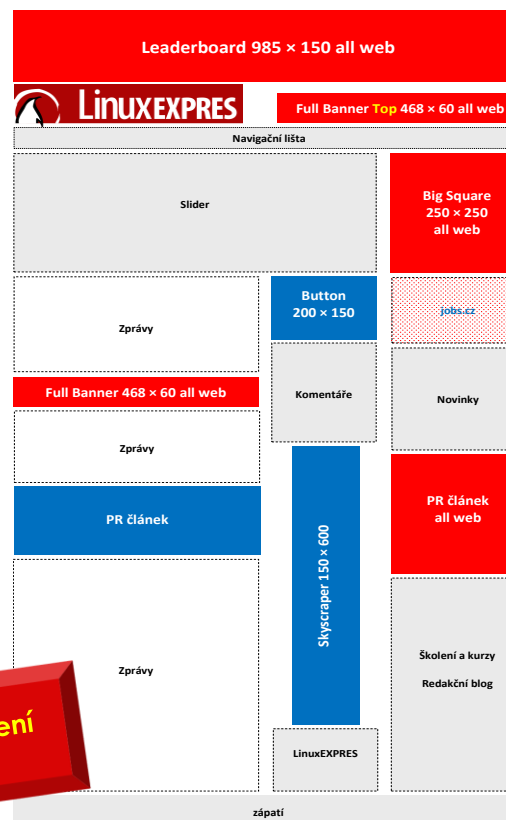 Leaderboard 985 × 150 all web
LINUXEXPRES
Full Banner Top 468 × 60 all web
Navigační lišta
Slider
Big Square
250 × 250
all web
Button
200 × 150
jobs.cz
Zprávy
Komentáře
Novinky
Full Banner 468 × 60 all web
Zprávy
PR článek
all web
PR článek
Skyscraper 150 × 600
Zprávy
Školení a kurzy
Redakční blog
LinuxEXPRES
zápatí